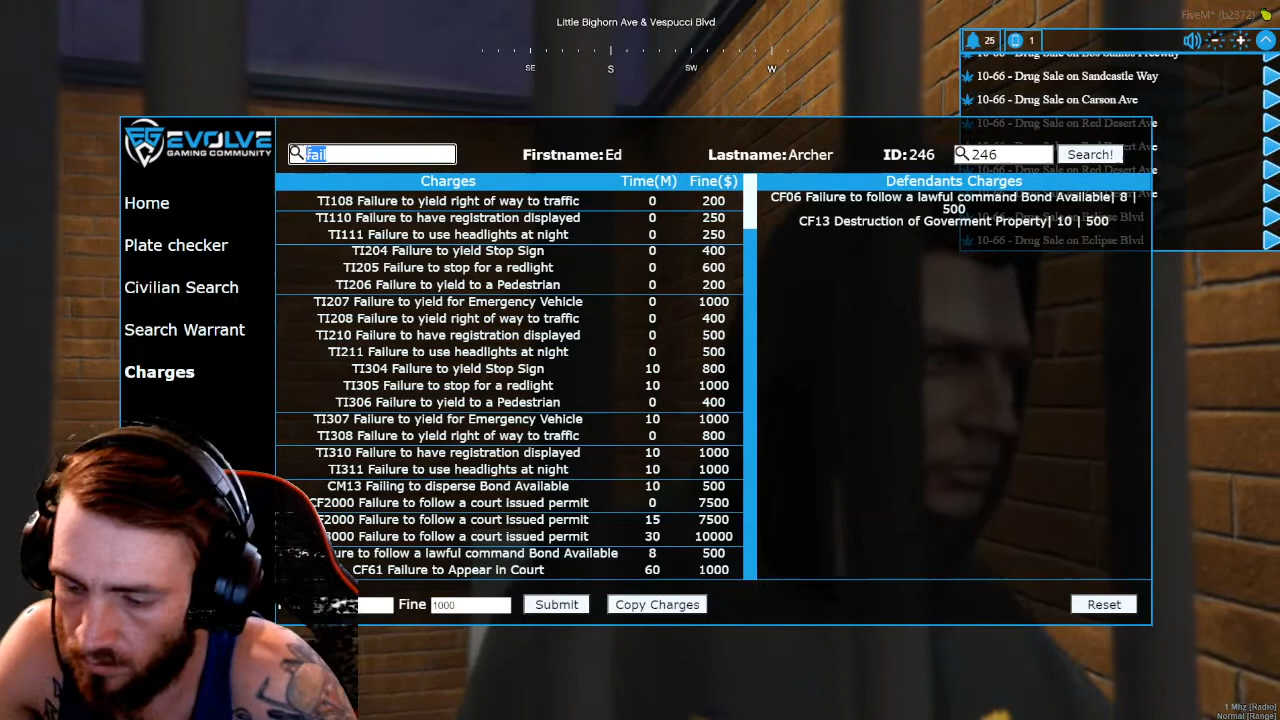 Little Bighorn Ave & Vespucci Blvd
FiveM* (b2372)
SE S SW W
25 1
10-66 - Drug Sale on Sandcastle Way
10-66 - Drug Sale on Carson Ave
10-66 - Drug Sale on Red Desert Ave
10-66 - Drug Sale on Eclipse Blvd
EVOLVE
GAMING COMMUNITY
Home
Plate checker
Civilian Search
Search Warrant
Charges
fail
Firstname: Ed
Lastname: Archer
ID: 246
246
Search!
Charges Time(M) Fine($)
TI108 Failure to yield right of way to traffic 0 200
TI110 Failure to have registration displayed 0 250
TI111 Failure to use headlights at night 0 250
TI204 Failure to yield Stop Sign 0 400
TI205 Failure to stop for a redlight 0 600
TI206 Failure to yield to a Pedestrian 0 200
TI207 Failure to yield for Emergency Vehicle 0 1000
TI208 Failure to yield right of way to traffic 0 400
TI210 Failure to have registration displayed 0 500
TI211 Failure to use headlights at night 0 500
TI304 Failure to yield Stop Sign 10 800
TI305 Failure to stop for a redlight 10 1000
TI306 Failure to yield to a Pedestrian 0 400
TI307 Failure to yield for Emergency Vehicle 10 1000
TI308 Failure to yield right of way to traffic 0 800
TI310 Failure to have registration displayed 10 1000
TI311 Failure to use headlights at night 10 1000
CM13 Failing to disperse Bond Available 10 500
CF2000 Failure to follow a court issued permit 0 7500
F2000 Failure to follow a court issued permit 15 7500
3000 Failure to follow a court issued permit 30 10000
ure to follow a lawful command Bond Available 8 500
CF61 Failure to Appear in Court 60 1000
Defendants Charges
CF06 Failure to follow a lawful command Bond Available| 8 |
500
CF13 Destruction of Goverment Property| 10 | 500
Fine 1000 Submit Copy Charges Reset
1 Mhz [Radio]
Normal [Range]